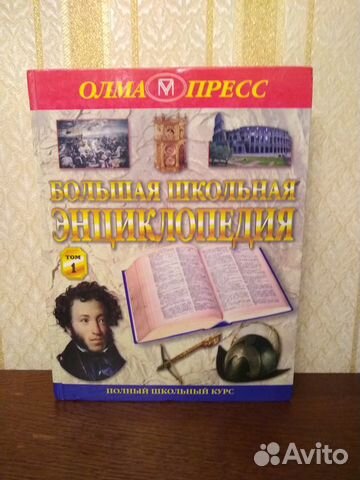 ОЛМА М ПРЕСС
БОЛЬШАЯ ШКОЛЬНАЯ
ЭНЦИКЛОПЕДИЯ
ТОМ
1
ПОЛНЫЙ ШКОЛЬНЫЙ КУРС
Avito